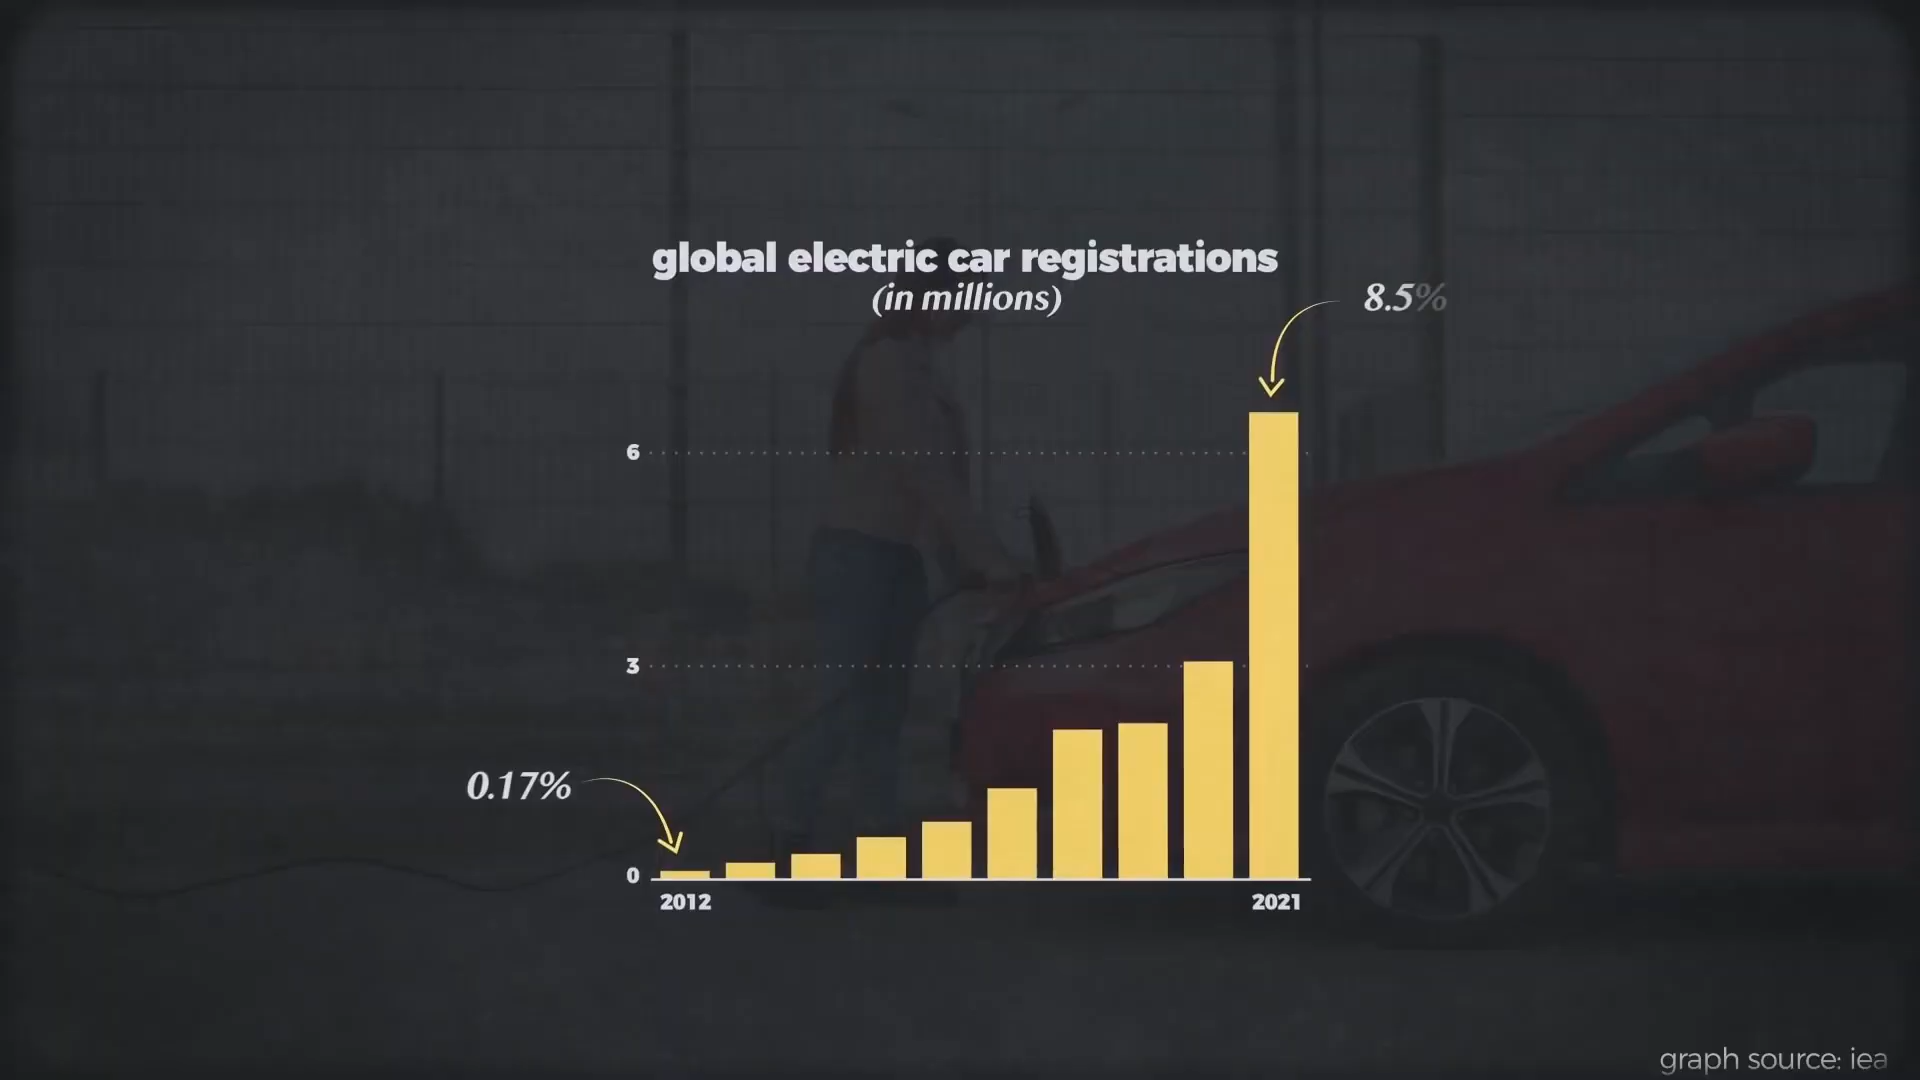 global electric car registrations
(in millions)
8.5%
6
3
0.17%
0
2012
2021
graph source: iea